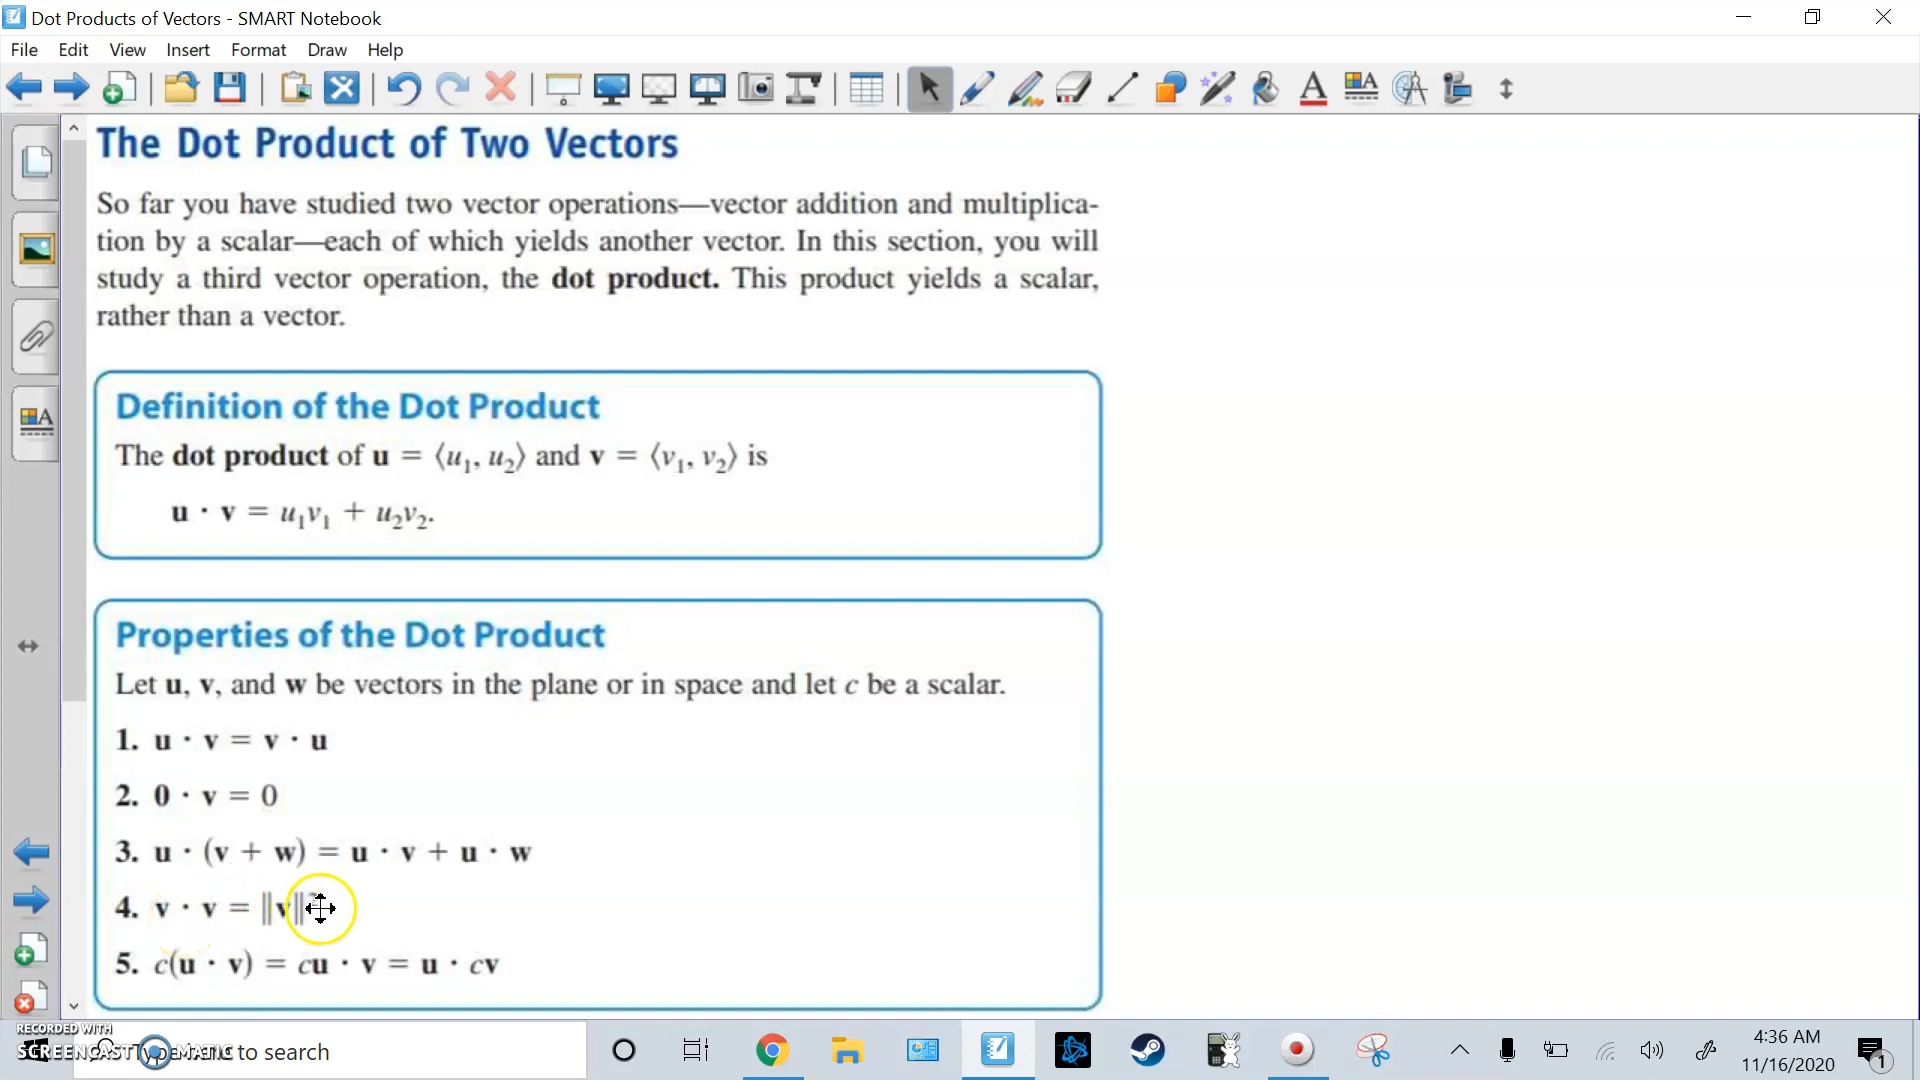 Dot Products of Vectors - SMART Notebook
File Edit View Insert Format Draw Help
The Dot Product of Two Vectors
So far you have studied two vector operations—vector addition and multiplica-
tion by a scalar—each of which yields another vector. In this section, you will
study a third vector operation, the dot product. This product yields a scalar,
rather than a vector.
Definition of the Dot Product
The dot product of u = ⟨u₁, u₂⟩ and v = ⟨v₁, v₂⟩ is
u · v = u₁v₁ + u₂v₂.
Properties of the Dot Product
Let u, v, and w be vectors in the plane or in space and let c be a scalar.
1. u · v = v · u
2. 0 · v = 0
3. u · (v + w) = u · v + u · w
4. v · v = ‖v‖
5. c(u · v) = cu · v = u · cv
RECORDED WITH
SCREENCAST MATIC
to search
4:36 AM
11/16/2020
1